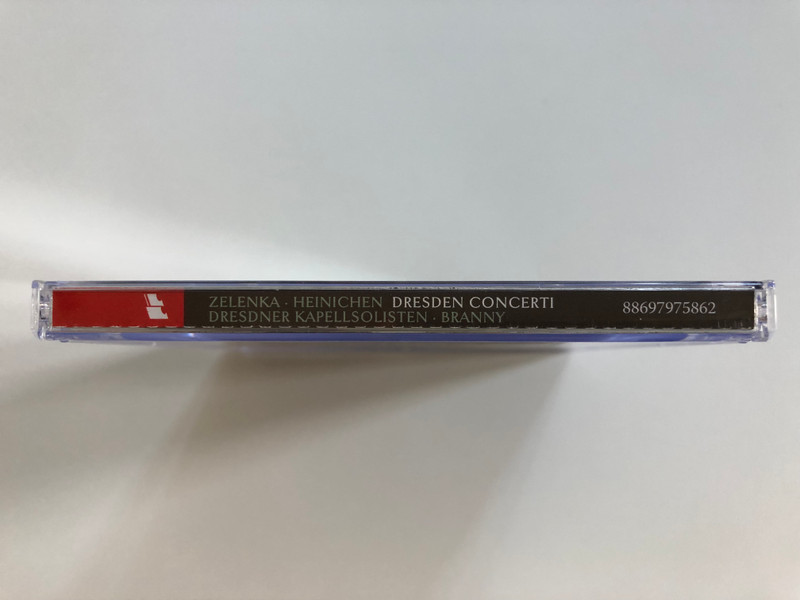 ZELENKA · HEINICHEN DRESDEN CONCERTI
DRESDNER KAPELLSOLISTEN · BRANNY
88697975862